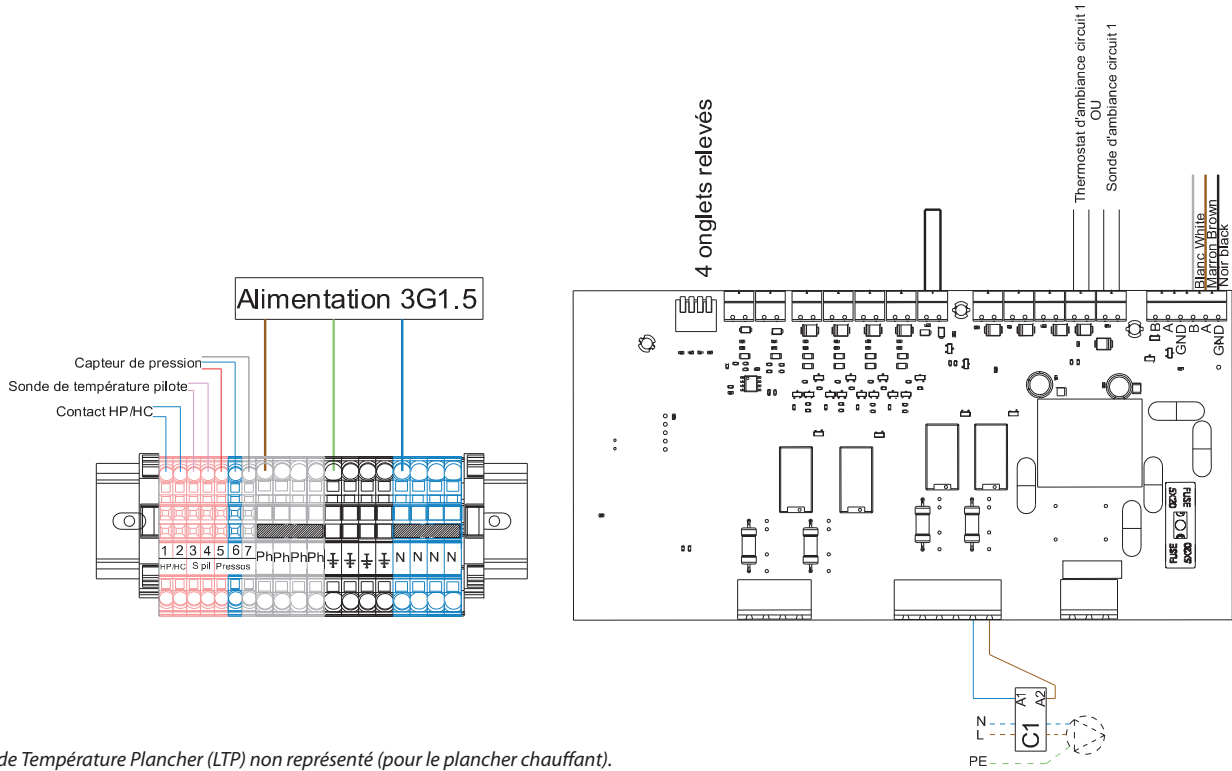 4 onglets relevés
Thermostat d'ambiance circuit 1
OU
Sonde d'ambiance circuit 1
Blanc White
Marron Brown
Noir black
Alimentation 3G1.5
Capteur de pression
Sonde de température pilote
Contact HP/HC
B
A
GND
B
A
GND
FUSE
5X20
FUSE
5X20
1 2 3 4 5 6 7 Ph Ph Ph Ph N N N N
HP/HC S pil Pressos
A1 A2
C1
N
L
PE
de Température Plancher (LTP) non représenté (pour le plancher chauffant).